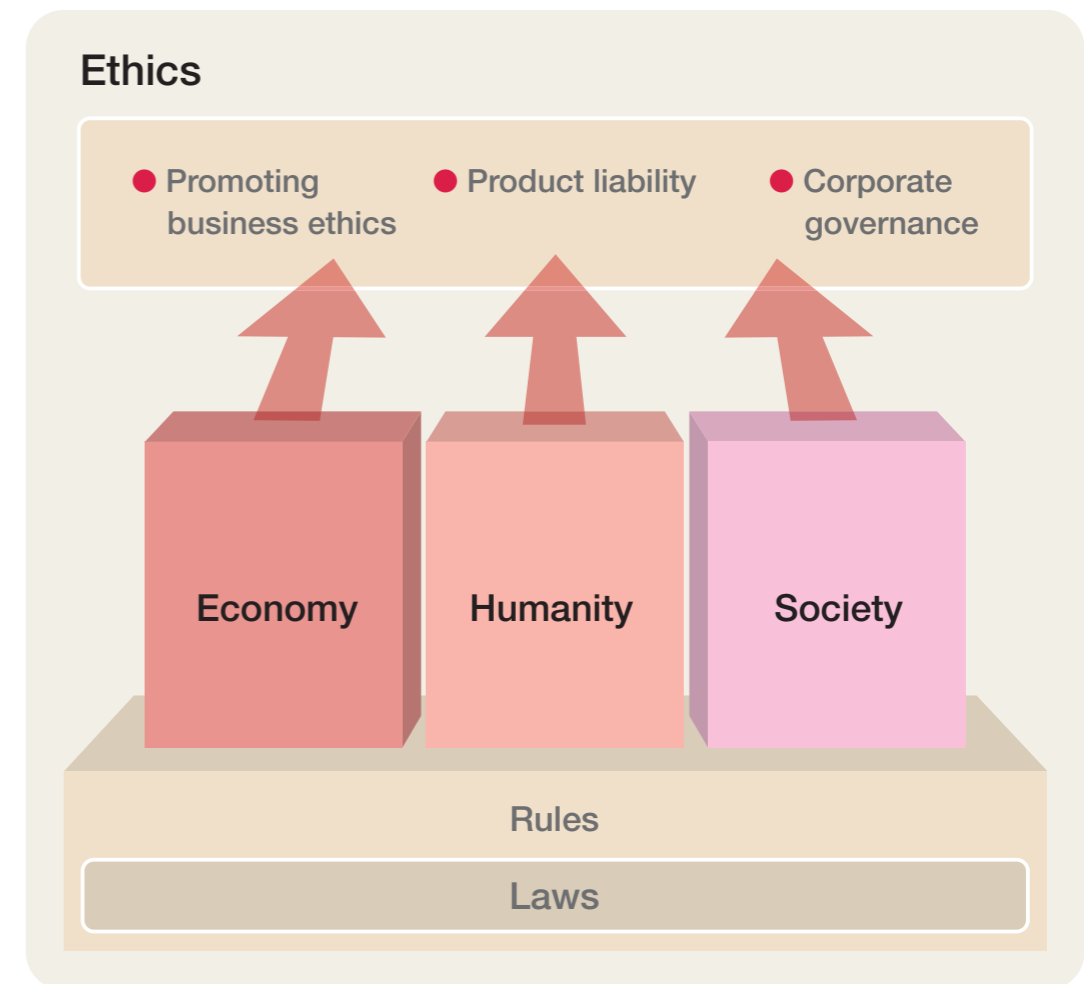 Ethics
● Promoting
business ethics
● Product liability
● Corporate
governance
Economy
Humanity
Society
Rules
Laws